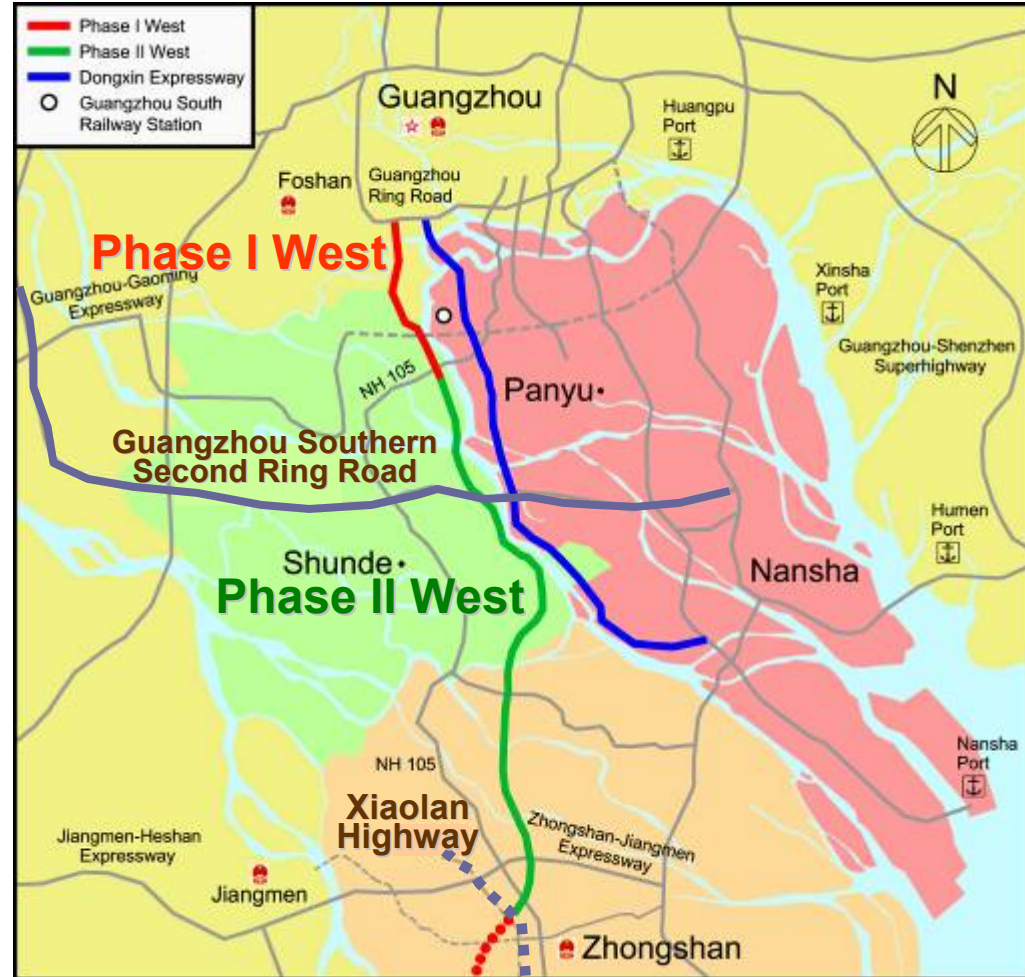 Phase I West
Phase II West
Dongxin Expressway
Guangzhou South
Railway Station
Guangzhou
Huangpu
Port
N
Foshan
Guangzhou
Ring Road
Phase I West
Guangzhou-Gaoming
Expressway
Xinsha
Port
Guangzhou-Shenzhen
Superhighway
NH 105
Panyu
Guangzhou Southern
Second Ring Road
Humen
Port
Shunde
Nansha
Phase II West
Nansha
Port
NH 105
Xiaolan
Highway
Zhongshan-Jiangmen
Expressway
Jiangmen-Heshan
Expressway
Jiangmen
Zhongshan